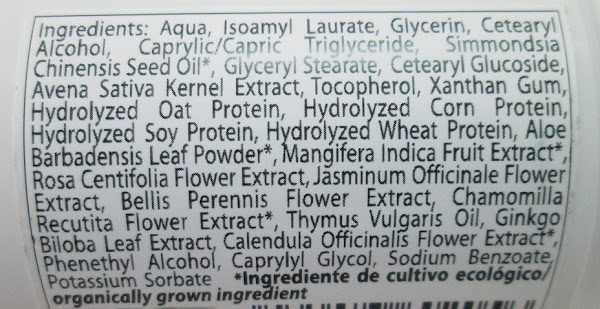 Ingredients: Aqua, Isoamyl Laurate, Glycerin, Cetearyl
Alcohol, Caprylic/Capric Triglyceride, Simmondsia
Chinensis Seed Oil*, Glyceryl Stearate, Cetearyl Glucoside,
Avena Sativa Kernel Extract, Tocopherol, Xanthan Gum,
Hydrolyzed Oat Protein, Hydrolyzed Corn Protein,
Hydrolyzed Soy Protein, Hydrolyzed Wheat Protein, Aloe
Barbadensis Leaf Powder*, Mangifera Indica Fruit Extract*,
Rosa Centifolia Flower Extract, Jasminum Officinale Flower
Extract, Bellis Perennis Flower Extract, Chamomilla
Recutita Flower Extract*, Thymus Vulgaris Oil, Ginkgo
Biloba Leaf Extract, Calendula Officinalis Flower Extract*,
Phenethyl Alcohol, Caprylyl Glycol, Sodium Benzoate,
Potassium Sorbate *Ingrediente de cultivo ecológico/
organically grown ingredient